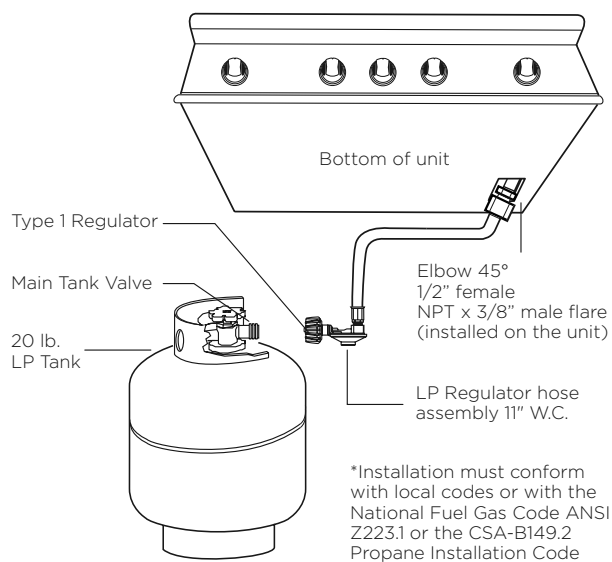 Bottom of unit
Type 1 Regulator
Main Tank Valve
20 lb.
LP Tank
Elbow 45°
1/2” female
NPT x 3/8” male flare
(installed on the unit)
LP Regulator hose
assembly 11" W.C.
*Installation must conform
with local codes or with the
National Fuel Gas Code ANSI
Z223.1 or the CSA-B149.2
Propane Installation Code